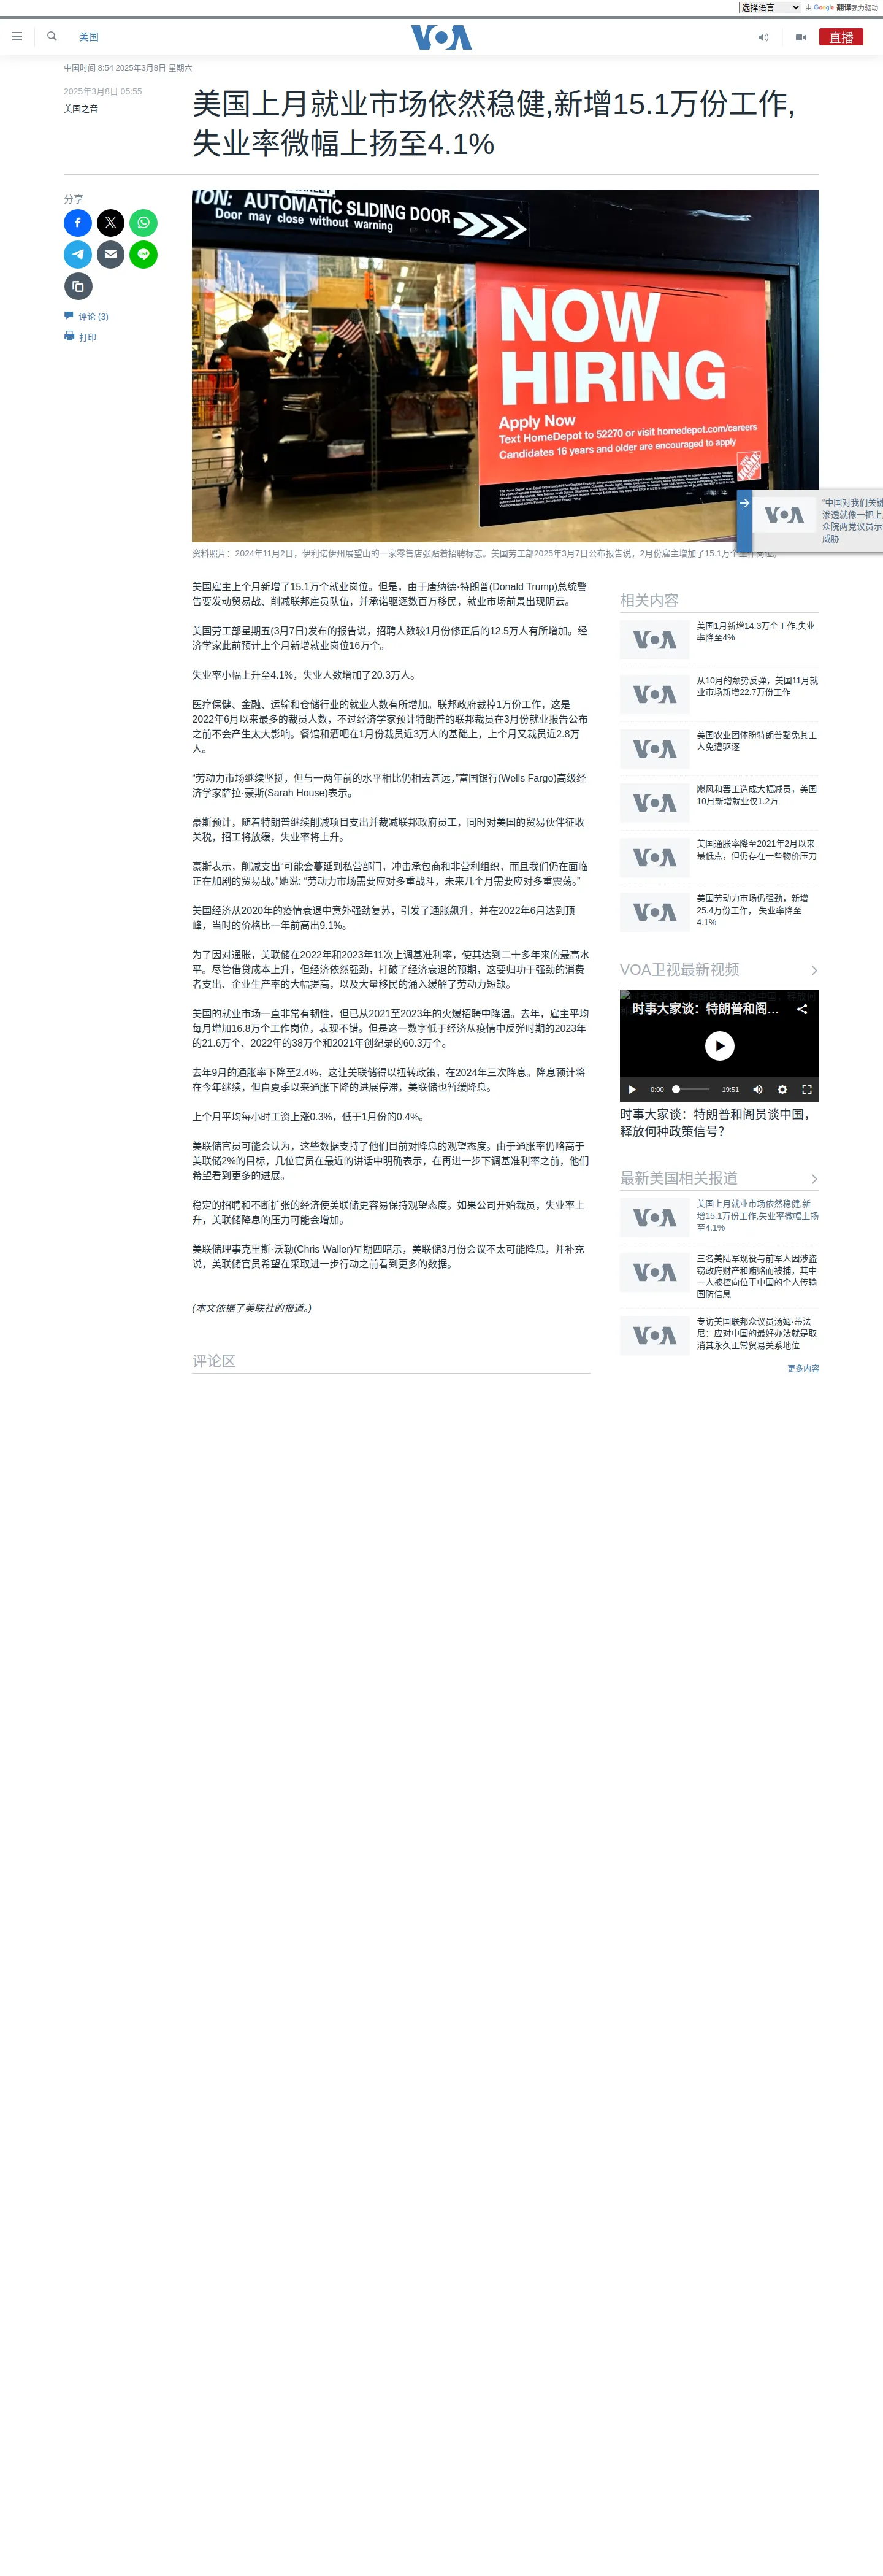 选择语言 由 Google 翻译强力驱动
美国
VOA
直播
中国时间 8:54 2025年3月8日 星期六
2025年3月8日 05:55
美国之音
美国上月就业市场依然稳健,新增15.1万份工作,
失业率微幅上扬至4.1%
分享
评论 (3)
打印
ION: AUTOMATIC SLIDING DOOR
Door may close without warning
NOW
HIRING
Apply Now
Text HomeDepot to 52270 or visit homedepot.com/careers
Candidates 16 years and older are encouraged to apply
资料照片：2024年11月2日，伊利诺伊州展望山的一家零售店张贴着招聘标志。美国劳工部2025年3月7日公布报告说，2月份雇主增加了15.1万个工作岗位。
"中国对我们关键
渗透就像一把上
众院两党议员示
威胁
美国雇主上个月新增了15.1万个就业岗位。但是，由于唐纳德·特朗普(Donald Trump)总统警
告要发动贸易战、削减联邦雇员队伍，并承诺驱逐数百万移民，就业市场前景出现阴云。
美国劳工部星期五(3月7日)发布的报告说，招聘人数较1月份修正后的12.5万人有所增加。经
济学家此前预计上个月新增就业岗位16万个。
失业率小幅上升至4.1%，失业人数增加了20.3万人。
医疗保健、金融、运输和仓储行业的就业人数有所增加。联邦政府裁掉1万份工作，这是
2022年6月以来最多的裁员人数，不过经济学家预计特朗普的联邦裁员在3月份就业报告公布
之前不会产生太大影响。餐馆和酒吧在1月份裁员近3万人的基础上，上个月又裁员近2.8万
人。
“劳动力市场继续坚挺，但与一两年前的水平相比仍相去甚远，”富国银行(Wells Fargo)高级经
济学家萨拉·豪斯(Sarah House)表示。
豪斯预计，随着特朗普继续削减项目支出并裁减联邦政府员工，同时对美国的贸易伙伴征收
关税，招工将放缓，失业率将上升。
豪斯表示，削减支出“可能会蔓延到私营部门，冲击承包商和非营利组织，而且我们仍在面临
正在加剧的贸易战。”她说: “劳动力市场需要应对多重战斗，未来几个月需要应对多重震荡。”
美国经济从2020年的疫情衰退中意外强劲复苏，引发了通胀飙升，并在2022年6月达到顶
峰，当时的价格比一年前高出9.1%。
为了因对通胀，美联储在2022年和2023年11次上调基准利率，使其达到二十多年来的最高水
平。尽管借贷成本上升，但经济依然强劲，打破了经济衰退的预期，这要归功于强劲的消费
者支出、企业生产率的大幅提高，以及大量移民的涌入缓解了劳动力短缺。
美国的就业市场一直非常有韧性，但已从2021至2023年的火爆招聘中降温。去年，雇主平均
每月增加16.8万个工作岗位，表现不错。但是这一数字低于经济从疫情中反弹时期的2023年
的21.6万个、2022年的38万个和2021年创纪录的60.3万个。
去年9月的通胀率下降至2.4%，这让美联储得以扭转政策，在2024年三次降息。降息预计将
在今年继续，但自夏季以来通胀下降的进展停滞，美联储也暂缓降息。
上个月平均每小时工资上涨0.3%，低于1月份的0.4%。
美联储官员可能会认为，这些数据支持了他们目前对降息的观望态度。由于通胀率仍略高于
美联储2%的目标，几位官员在最近的讲话中明确表示，在再进一步下调基准利率之前，他们
希望看到更多的进展。
稳定的招聘和不断扩张的经济使美联储更容易保持观望态度。如果公司开始裁员，失业率上
升，美联储降息的压力可能会增加。
美联储理事克里斯·沃勒(Chris Waller)星期四暗示，美联储3月份会议不太可能降息，并补充
说，美联储官员希望在采取进一步行动之前看到更多的数据。
(本文依据了美联社的报道。)
评论区
相关内容
美国1月新增14.3万个工作,失业
率降至4%
从10月的颓势反弹，美国11月就
业市场新增22.7万份工作
美国农业团体盼特朗普豁免其工
人免遭驱逐
飓风和罢工造成大幅减员，美国
10月新增就业仅1.2万
美国通胀率降至2021年2月以来
最低点，但仍存在一些物价压力
美国劳动力市场仍强劲，新增
25.4万份工作， 失业率降至
4.1%
VOA卫视最新视频
时事大家谈：特朗普和阁...
0:00 19:51
时事大家谈：特朗普和阁员谈中国，
释放何种政策信号？
最新美国相关报道
美国上月就业市场依然稳健,新
增15.1万份工作,失业率微幅上扬
至4.1%
三名美陆军现役与前军人因涉盗
窃政府财产和贿赂而被捕，其中
一人被控向位于中国的个人传输
国防信息
专访美国联邦众议员汤姆·蒂法
尼：应对中国的最好办法就是取
消其永久正常贸易关系地位
更多内容